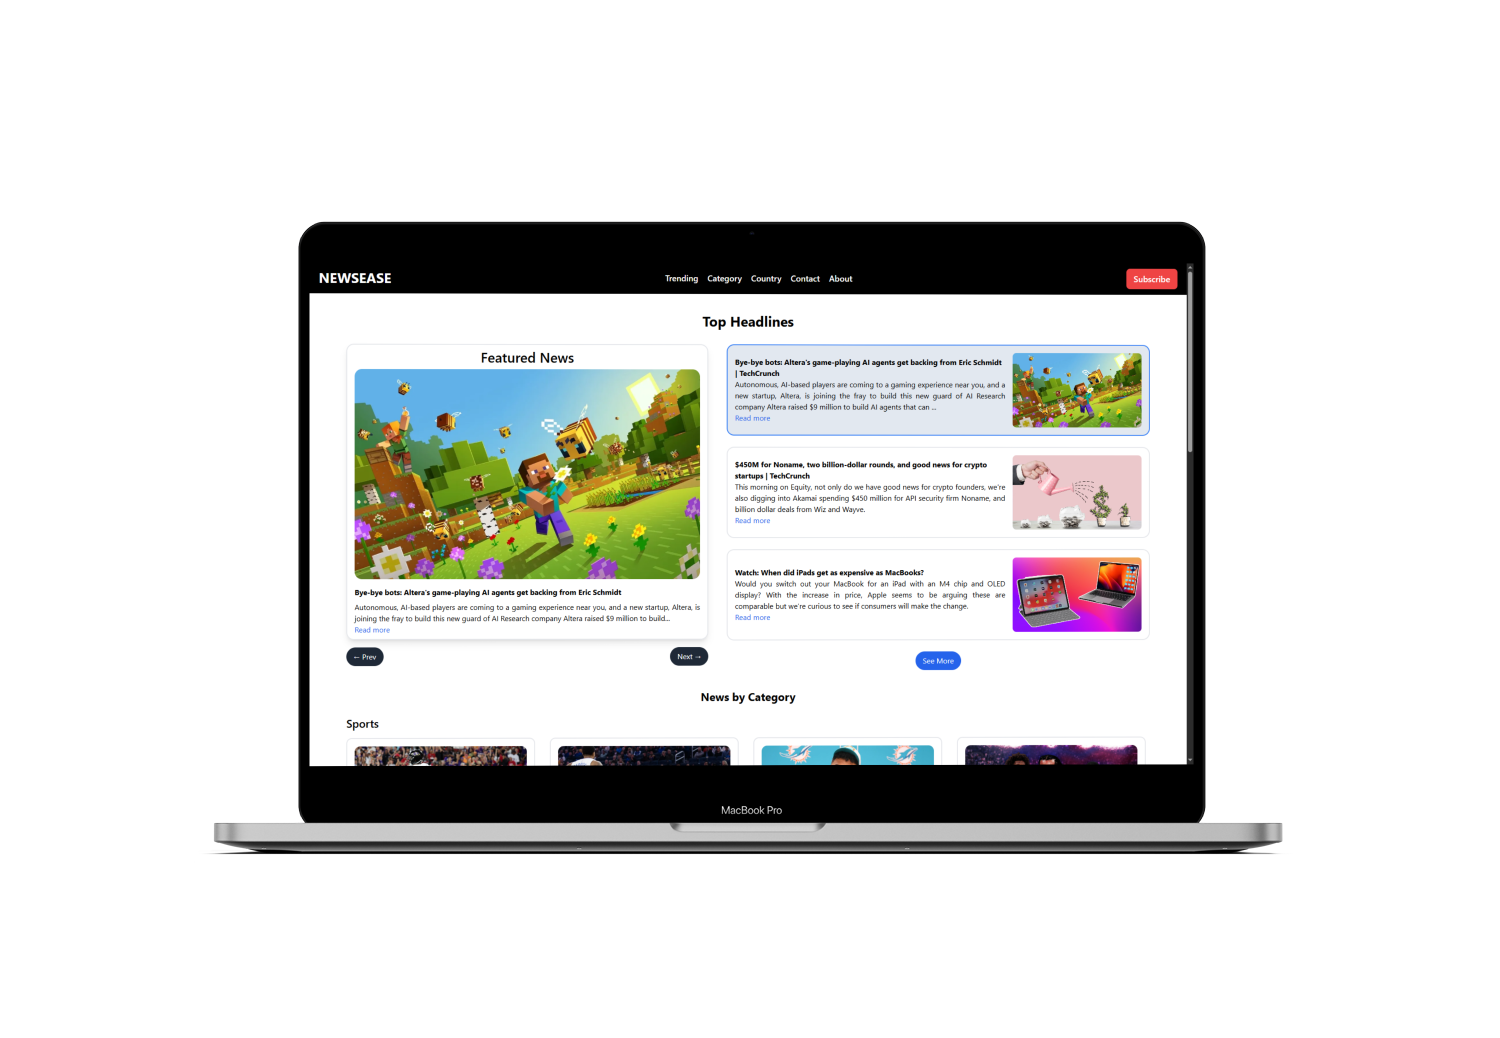 NEWSEASE
Trending Category Country Contact About
Subscribe
Top Headlines
Featured News
Bye-bye bots: Altera's game-playing AI agents get backing from Eric Schmidt
Autonomous, AI-based players are coming to a gaming experience near you, and a new startup, Altera, is
joining the fray to build this new guard of AI Research company Altera raised $9 million to build...
Read more
← Prev
Next →
Bye-bye bots: Altera's game-playing AI agents get backing from Eric Schmidt
| TechCrunch
Autonomous, AI-based players are coming to a gaming experience near you, and a
new startup, Altera, is joining the fray to build this new guard of AI Research
company Altera raised $9 million to build AI agents that can ...
Read more
$450M for Noname, two billion-dollar rounds, and good news for crypto
startups | TechCrunch
This morning on Equity, not only do we have good news for crypto founders, we're
also digging into Akamai spending $450 million for API security firm Noname, and
billion dollar deals from Wiz and Wayve.
Read more
Watch: When did iPads get as expensive as MacBooks?
Would you switch out your MacBook for an iPad with an M4 chip and OLED
display? With the increase in price, Apple seems to be arguing these are
comparable but we're curious to see if consumers will make the change.
Read more
See More
News by Category
Sports
MacBook Pro